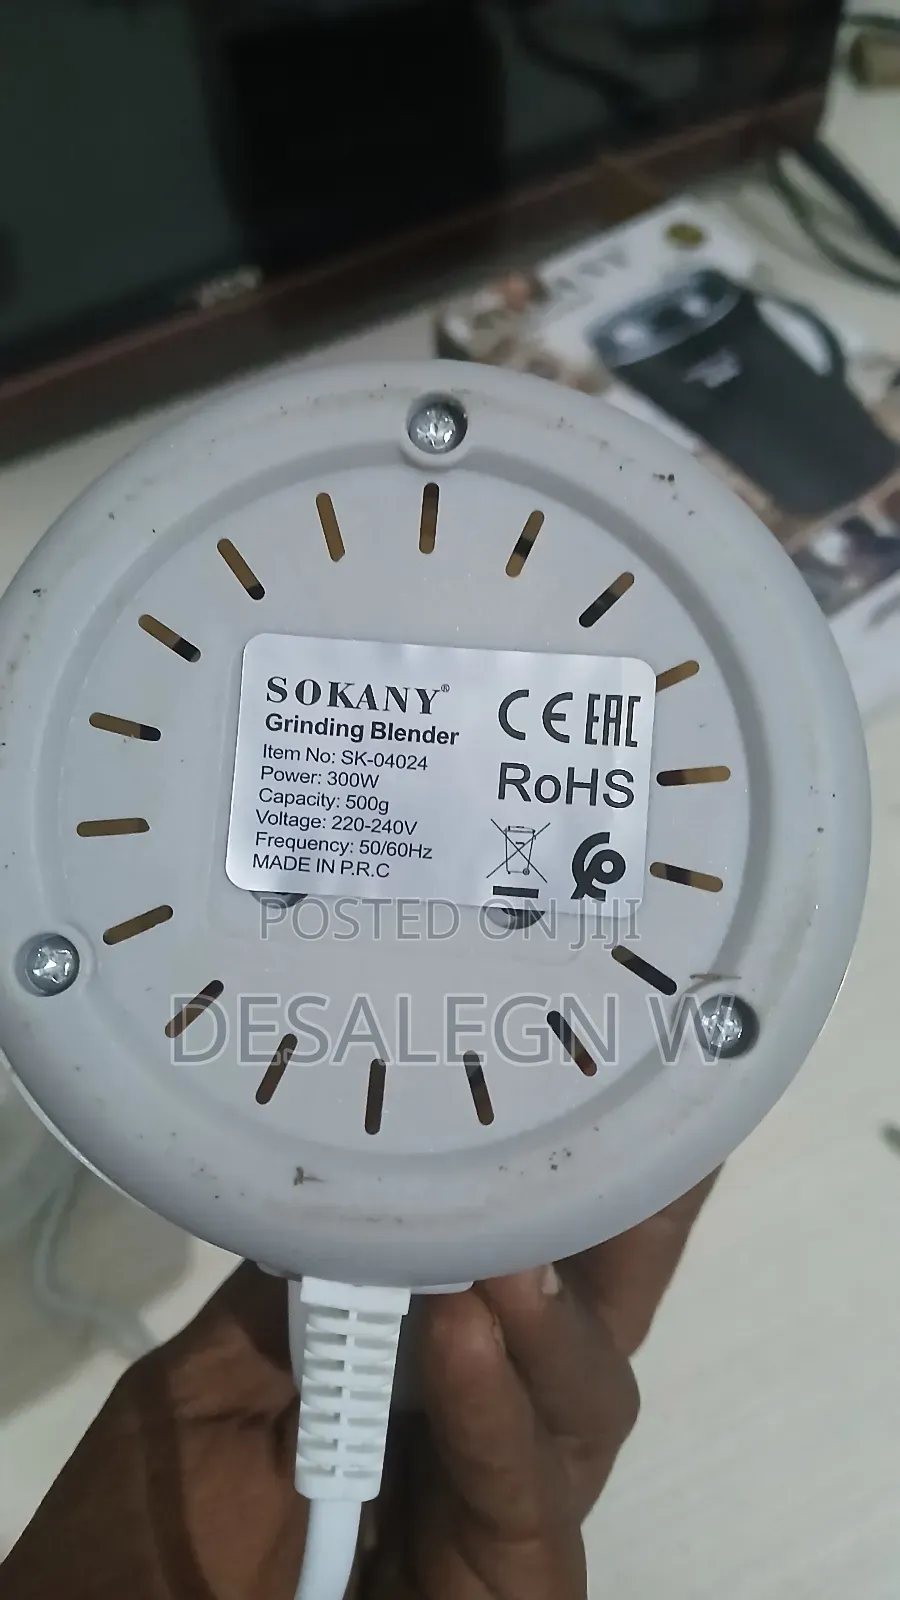 SOKANY®
Grinding Blender
Item No: SK-04024
Power: 300W
Capacity: 500g
Voltage: 220-240V
Frequency: 50/60Hz
MADE IN P.R.C
CE EAC
RoHS
POSTED ON JIJI
DESALEGN W